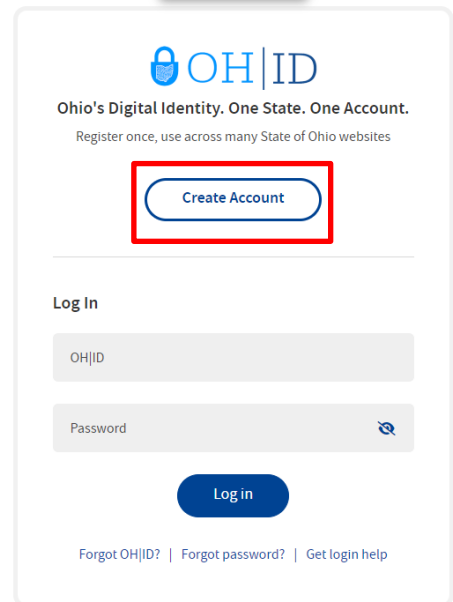 OH|ID
Ohio's Digital Identity. One State. One Account.
Register once, use across many State of Ohio websites
Create Account
Log In
OH|ID
Password
Log in
Forgot OH|ID? | Forgot password? | Get login help